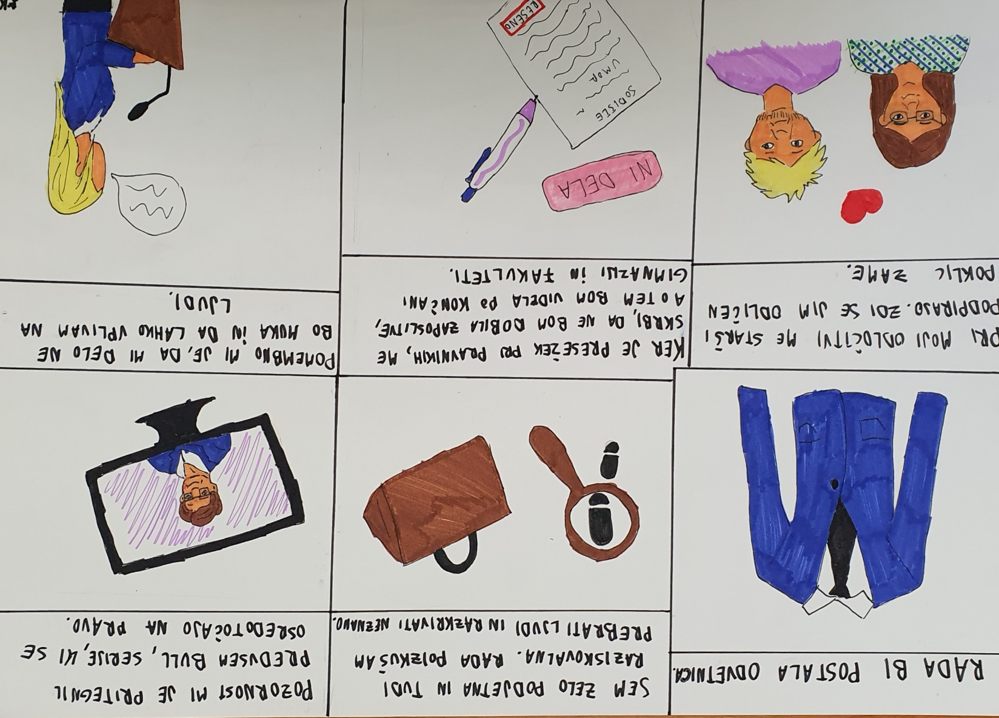 RADA BI POSTALA ODVETNICA.
SEM ZELO PODJETNA IN TUDI
RAZISKOVALNA. RADA POIZKUŠAM
PREBRATI LJUDI IN RAZKRIVATI NEZNANO.
POZORNOST MI JE PRITEGNIL
PREDVSEM BULL, SERIJE, KI SE
OSREDOTOČAJO NA PRAVO.
PRI MOJI ODLOČITVI ME STARŠI
PODPIRAJO. ZDI SE JIM ODLIČEN
POKLIC ZAME.
KER JE PRESEŽEK PRI PRAVNIKIH, ME
SKRBI, DA NE BOM DOBILA ZAPOSLITVE,
A O TEM BOM VIDELA PO KONČANI
GIMNAZIJI IN FAKULTETI.
NI DELA
SODIŠČE
UMOR
REŠENO
POMEMBNO MI JE, DA MI DELO NE
BO MUKA IN DA LAHKO VPLIVAM NA
LJUDI.